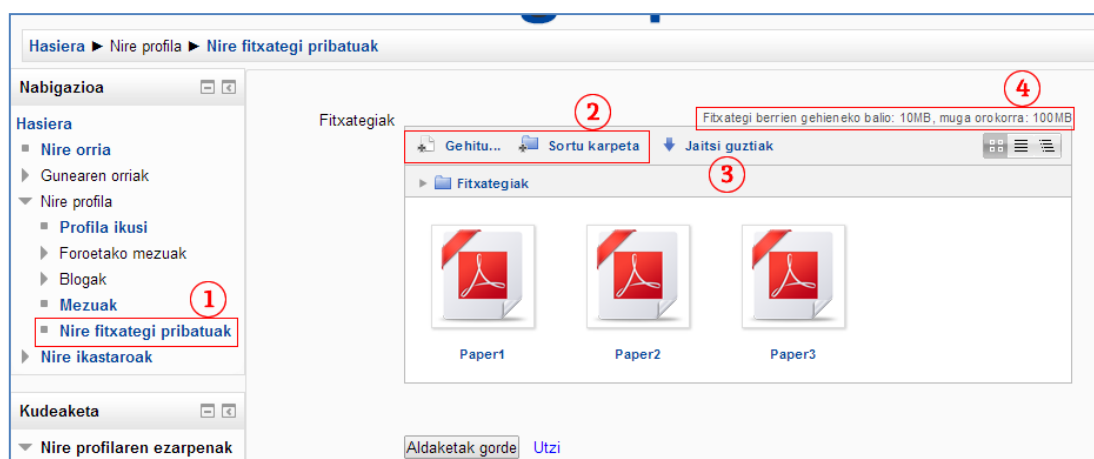 Hasiera ► Nire profila ► Nire fitxategi pribatuak
Nabigazioa
Hasiera
Nire orria
Gunearen orriak
Nire profila
Profila ikusi
Foroetako mezuak
Blogak
Mezuak
1
Nire fitxategi pribatuak
Nire ikastaroak
Kudeaketa
Nire profilaren ezarpenak
4
Fitxategiak
2
Fitxategi berrien gehieneko balio: 10MB, muga orokorra: 100MB
Gehitu... Sortu karpeta Jaitsi guztiak
3
Fitxategiak
Paper1 Paper2 Paper3
Aldaketak gorde Utzi